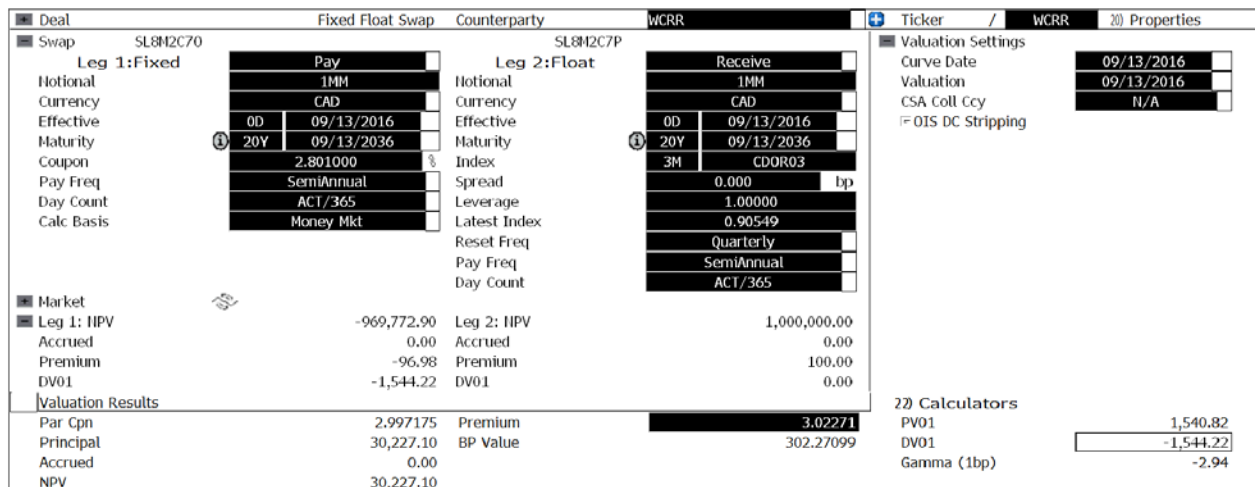 Deal Fixed Float Swap Counterparty WCRR Ticker / WCRR 20) Properties
Swap SL8M2C70 SL8M2C7P Valuation Settings
Leg 1:Fixed Pay Leg 2:Float Receive Curve Date 09/13/2016
Notional 1MM Notional 1MM Valuation 09/13/2016
Currency CAD Currency CAD CSA Coll Ccy N/A
Effective 0D 09/13/2016 Effective 0D 09/13/2016 OIS DC Stripping
Maturity 20Y 09/13/2036 Maturity 20Y 09/13/2036
Coupon 2.801000 % Index 3M CDOR03
Pay Freq SemiAnnual Spread 0.000 bp
Day Count ACT/365 Leverage 1.00000
Calc Basis Money Mkt Latest Index 0.90549
Reset Freq Quarterly
Pay Freq SemiAnnual
Day Count ACT/365
Market
Leg 1: NPV -969,772.90 Leg 2: NPV 1,000,000.00
Accrued 0.00 Accrued 0.00
Premium -96.98 Premium 100.00
DV01 -1,544.22 DV01 0.00
Valuation Results 22) Calculators
Par Cpn 2.997175 Premium 3.02271 PV01 1,540.82
Principal 30,227.10 BP Value 302.27099 DV01 -1,544.22
Accrued 0.00 Gamma (1bp) -2.94
NPV 30,227.10